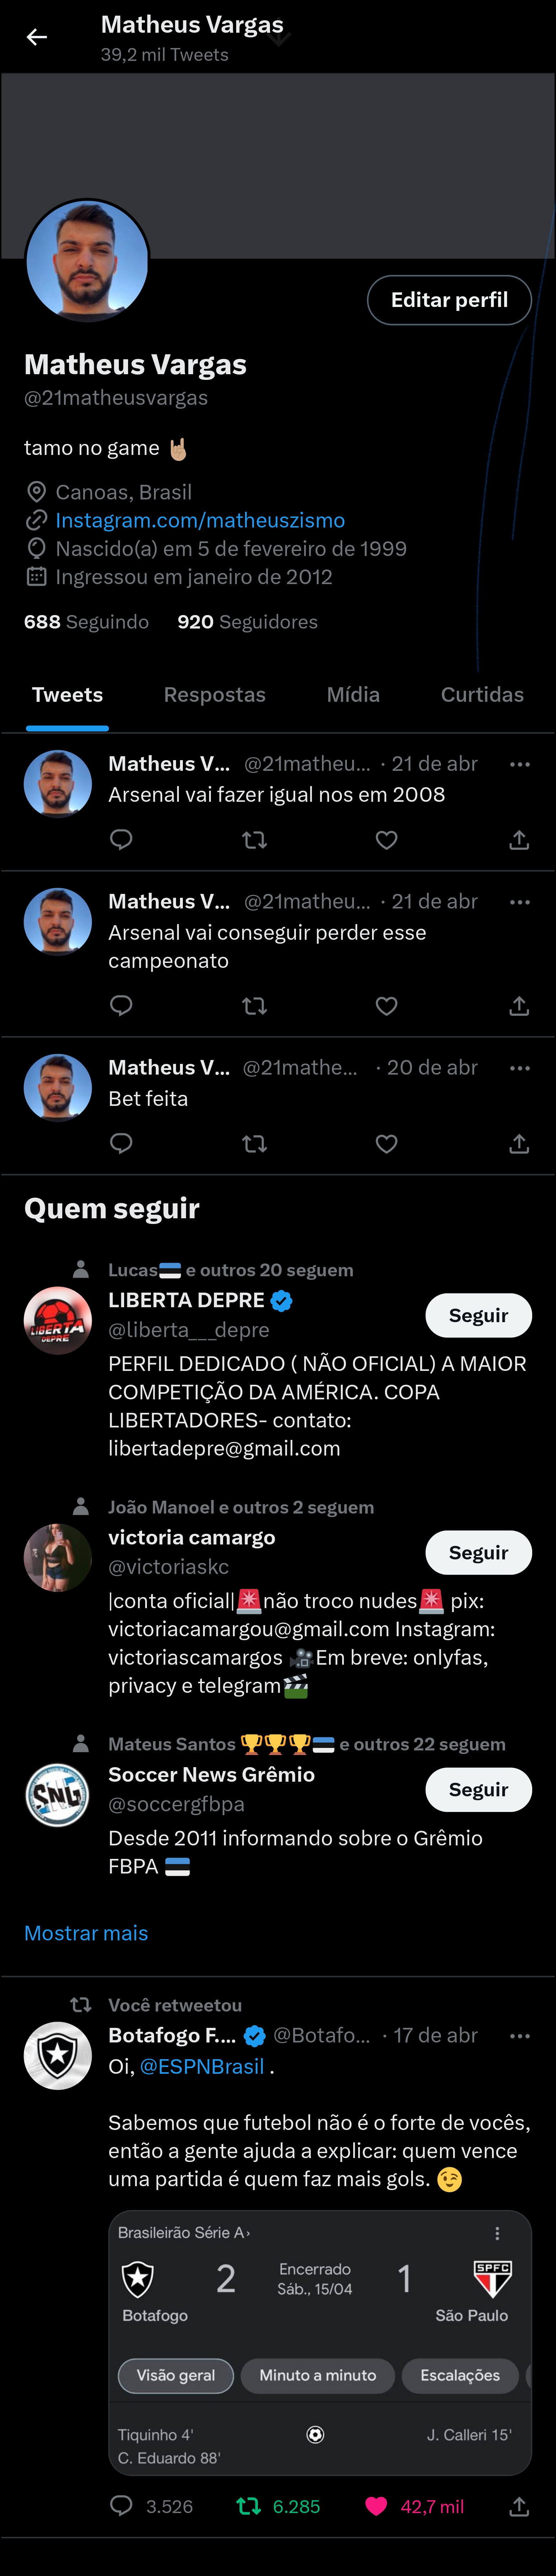 Matheus Vargas
39,2 mil Tweets
Editar perfil
Matheus Vargas
@21matheusvargas
tamo no game 🤘🏼
Canoas, Brasil
Instagram.com/matheuszismo
Nascido(a) em 5 de fevereiro de 1999
Ingressou em janeiro de 2012
688 Seguindo 920 Seguidores
Tweets Respostas Mídia Curtidas
Matheus V... @21matheu... · 21 de abr
Arsenal vai fazer igual nos em 2008
Matheus V... @21matheu... · 21 de abr
Arsenal vai conseguir perder esse
campeonato
Matheus V... @21mathe... · 20 de abr
Bet feita
Quem seguir
Lucas🇪🇪 e outros 20 seguem
LIBERTA DEPRE
@liberta___depre
Seguir
LIBERTA
DEPRE
PERFIL DEDICADO ( NÃO OFICIAL) A MAIOR
COMPETIÇÃO DA AMÉRICA. COPA
LIBERTADORES- contato:
libertadepre@gmail.com
João Manoel e outros 2 seguem
victoria camargo
@victoriaskc
Seguir
|conta oficial|🚨não troco nudes🚨 pix:
victoriacamargou@gmail.com Instagram:
victoriascamargos 🎥Em breve: onlyfas,
privacy e telegram🎬
Mateus Santos 🏆🏆🏆🇪🇪 e outros 22 seguem
Soccer News Grêmio
@soccergfbpa
Seguir
SNG
Desde 2011 informando sobre o Grêmio
FBPA 🇪🇪
Mostrar mais
Você retweetou
Botafogo F.... @Botafo... · 17 de abr
Oi, @ESPNBrasil .
Sabemos que futebol não é o forte de vocês,
então a gente ajuda a explicar: quem vence
uma partida é quem faz mais gols. 😉
Brasileirão Série A ›
2 Encerrado 1
Sáb., 15/04
SPFC
Botafogo São Paulo
Visão geral Minuto a minuto Escalações
Tiquinho 4' J. Calleri 15'
C. Eduardo 88'
3.526 6.285 42,7 mil